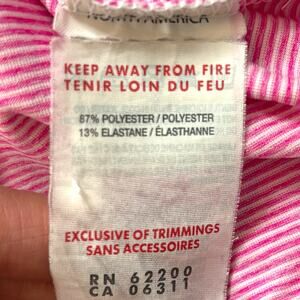 NORTH AMERICA
KEEP AWAY FROM FIRE
TENIR LOIN DU FEU
87% POLYESTER / POLYESTER
13% ELASTANE / ÉLASTHANNE
EXCLUSIVE OF TRIMMINGS
SANS ACCESSOIRES
RN 62200
CA 06311